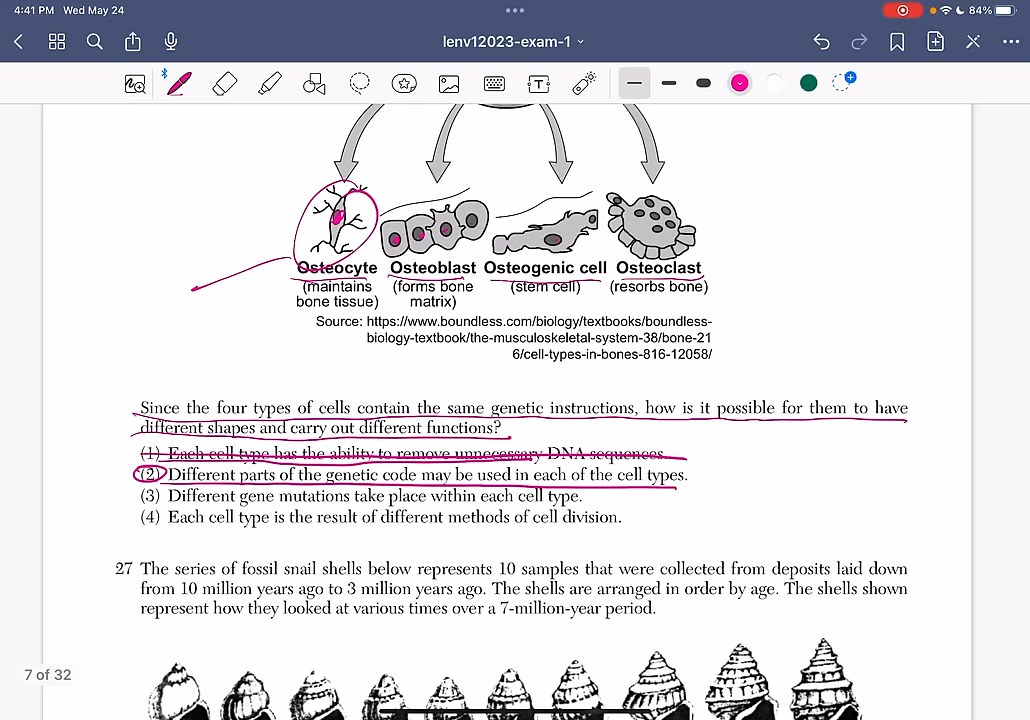 4:41 PM Wed May 24
84%
lenv12023-exam-1
Osteocyte Osteoblast Osteogenic cell Osteoclast
(maintains (forms bone (stem cell) (resorbs bone)
bone tissue) matrix)
Source: https://www.boundless.com/biology/textbooks/boundless-
biology-textbook/the-musculoskeletal-system-38/bone-21
6/cell-types-in-bones-816-12058/
Since the four types of cells contain the same genetic instructions, how is it possible for them to have
different shapes and carry out different functions?
(1) Each cell type has the ability to remove unnecessary DNA sequences.
(2) Different parts of the genetic code may be used in each of the cell types.
(3) Different gene mutations take place within each cell type.
(4) Each cell type is the result of different methods of cell division.
27 The series of fossil snail shells below represents 10 samples that were collected from deposits laid down
from 10 million years ago to 3 million years ago. The shells are arranged in order by age. The shells shown
represent how they looked at various times over a 7-million-year period.
7 of 32